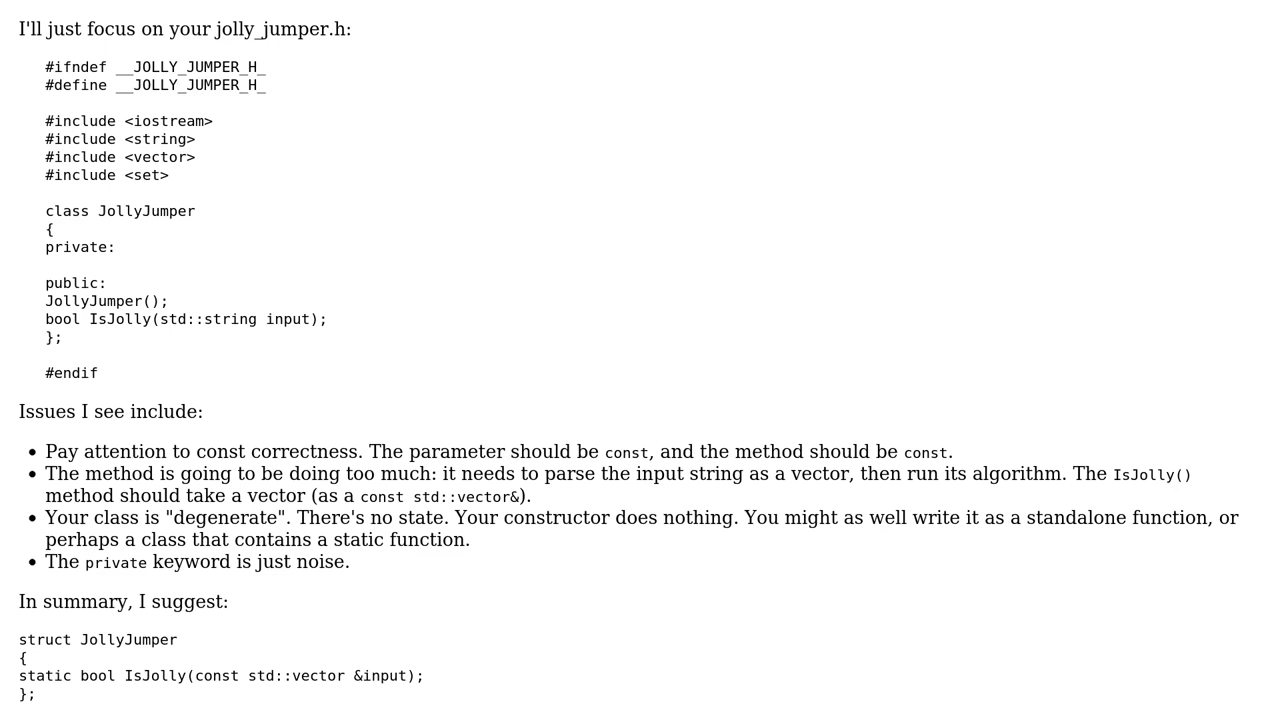 I'll just focus on your jolly_jumper.h:
#ifndef __JOLLY_JUMPER_H_
#define __JOLLY_JUMPER_H_
#include <iostream>
#include <string>
#include <vector>
#include <set>
class JollyJumper
{
private:
public:
JollyJumper();
bool IsJolly(std::string input);
};
#endif
Issues I see include:
• Pay attention to const correctness. The parameter should be const, and the method should be const.
• The method is going to be doing too much: it needs to parse the input string as a vector, then run its algorithm. The IsJolly()
method should take a vector (as a const std::vector&).
• Your class is "degenerate". There's no state. Your constructor does nothing. You might as well write it as a standalone function, or
perhaps a class that contains a static function.
• The private keyword is just noise.
In summary, I suggest:
struct JollyJumper
{
static bool IsJolly(const std::vector &input);
};